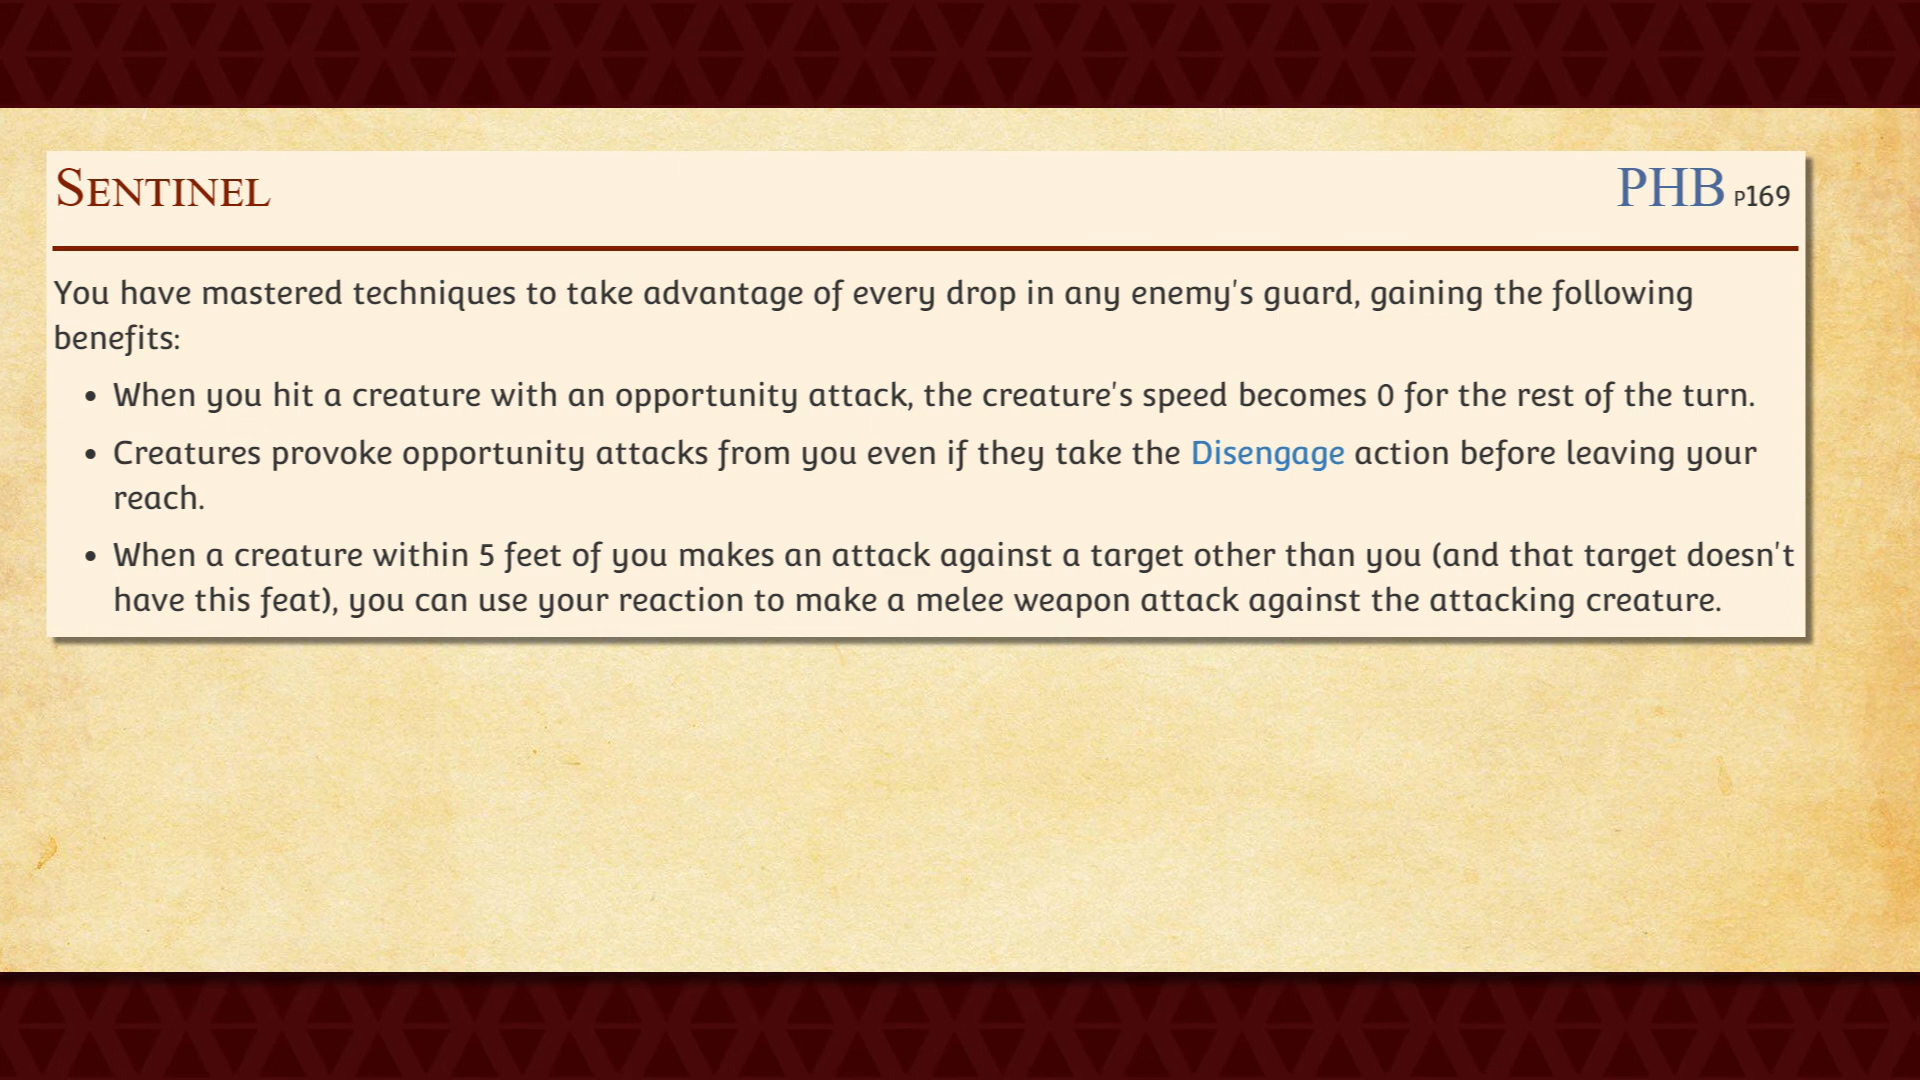 Sentinel PHB p169
You have mastered techniques to take advantage of every drop in any enemy's guard, gaining the following
benefits:
• When you hit a creature with an opportunity attack, the creature's speed becomes 0 for the rest of the turn.
• Creatures provoke opportunity attacks from you even if they take the Disengage action before leaving your
reach.
• When a creature within 5 feet of you makes an attack against a target other than you (and that target doesn't
have this feat), you can use your reaction to make a melee weapon attack against the attacking creature.